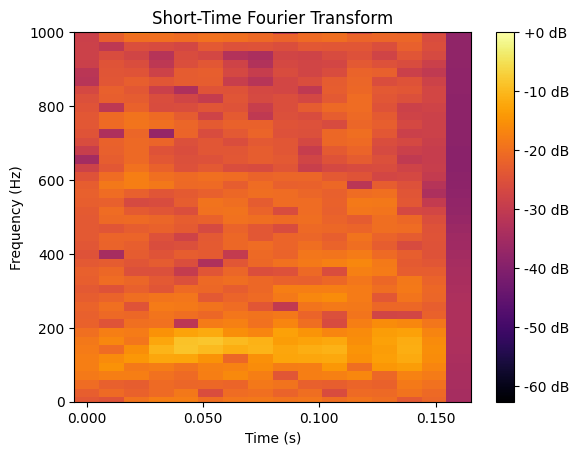 Short-Time Fourier Transform
1000
800
600
400
200
0
Frequency (Hz)
0.000
0.050
0.100
0.150
Time (s)
+0 dB
-10 dB
-20 dB
-30 dB
-40 dB
-50 dB
-60 dB